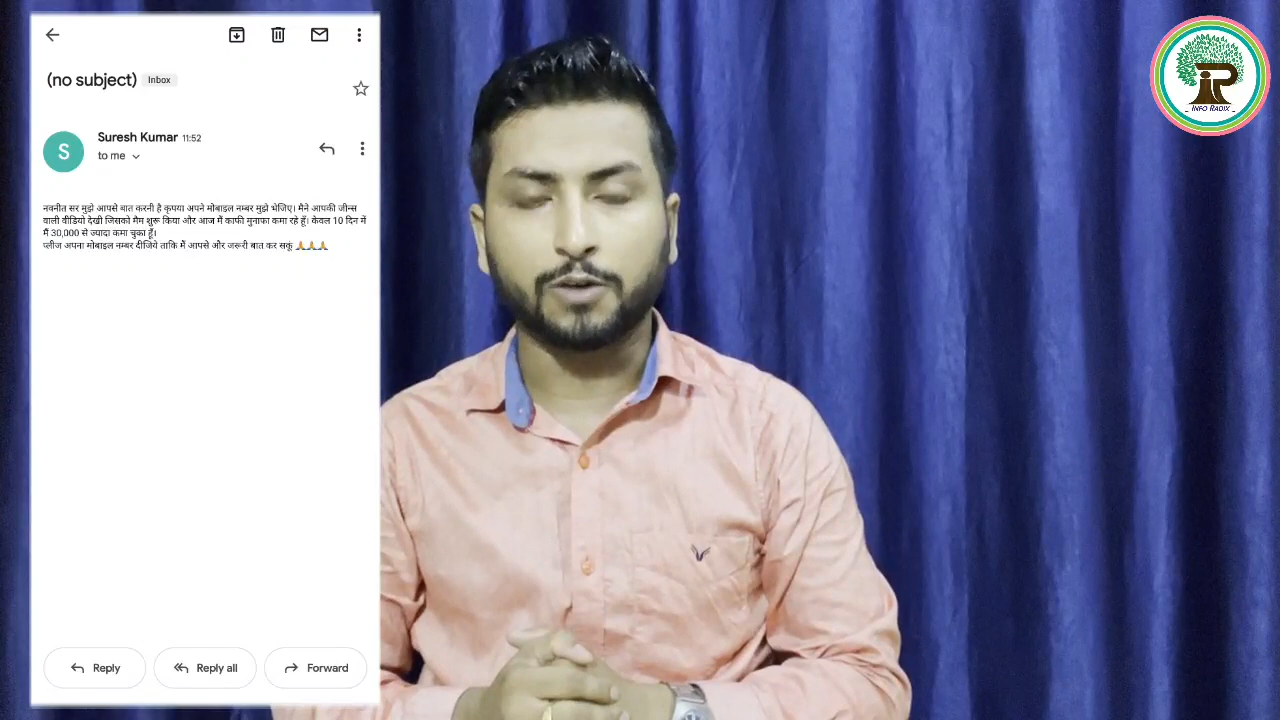 (no subject) Inbox
Suresh Kumar 11:52
to me
S
नवनीत सर मुझे आपसे बात करनी है कृपया अपने मोबाइल नम्बर मुझे भेजिए। मैने आपकी जीन्स
वाली वीडियो देखी जिसको मैम शुरू किया और आज मैं काफी मुनाफा कमा रहे हूँ। केवल 10 दिन में
मैं 30,000 से ज्यादा कमा चुका हूँ।
प्लीज अपना मोबाइल नम्बर दीजिये ताकि मैं आपसे और जरूरी बात कर सकूं 🙏🙏🙏
Reply Reply all Forward
iP
INFO RADIX